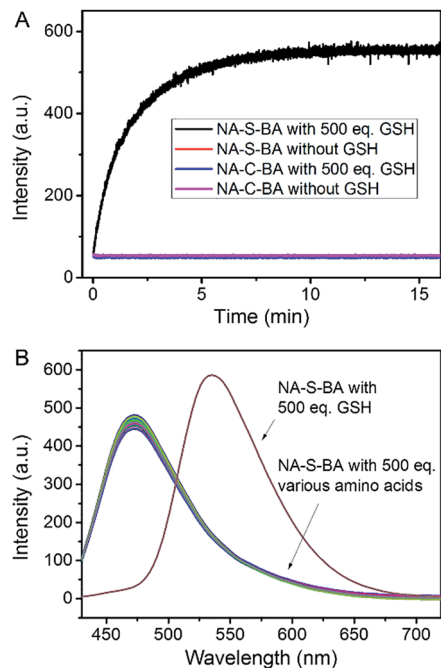 A
600
400
200
0
Intensity (a.u.)
NA-S-BA with 500 eq. GSH
NA-S-BA without GSH
NA-C-BA with 500 eq. GSH
NA-C-BA without GSH
0 5 10 15
Time (min)
B
600
500
400
300
200
100
0
Intensity (a.u.)
NA-S-BA with
500 eq. GSH
NA-S-BA with 500 eq.
various amino acids
450 500 550 600 650 700
Wavelength (nm)